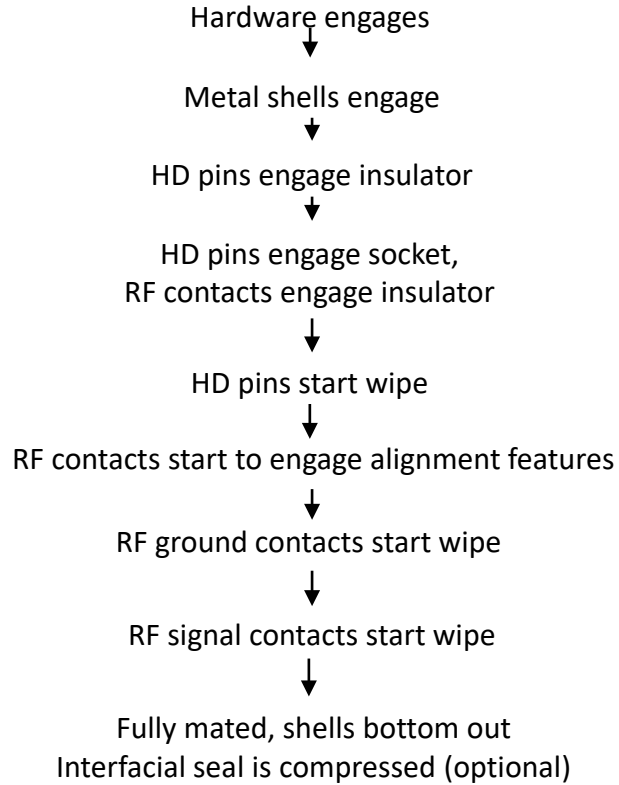 Hardware engages
Metal shells engage
HD pins engage insulator
HD pins engage socket,
RF contacts engage insulator
HD pins start wipe
RF contacts start to engage alignment features
RF ground contacts start wipe
RF signal contacts start wipe
Fully mated, shells bottom out
Interfacial seal is compressed (optional)